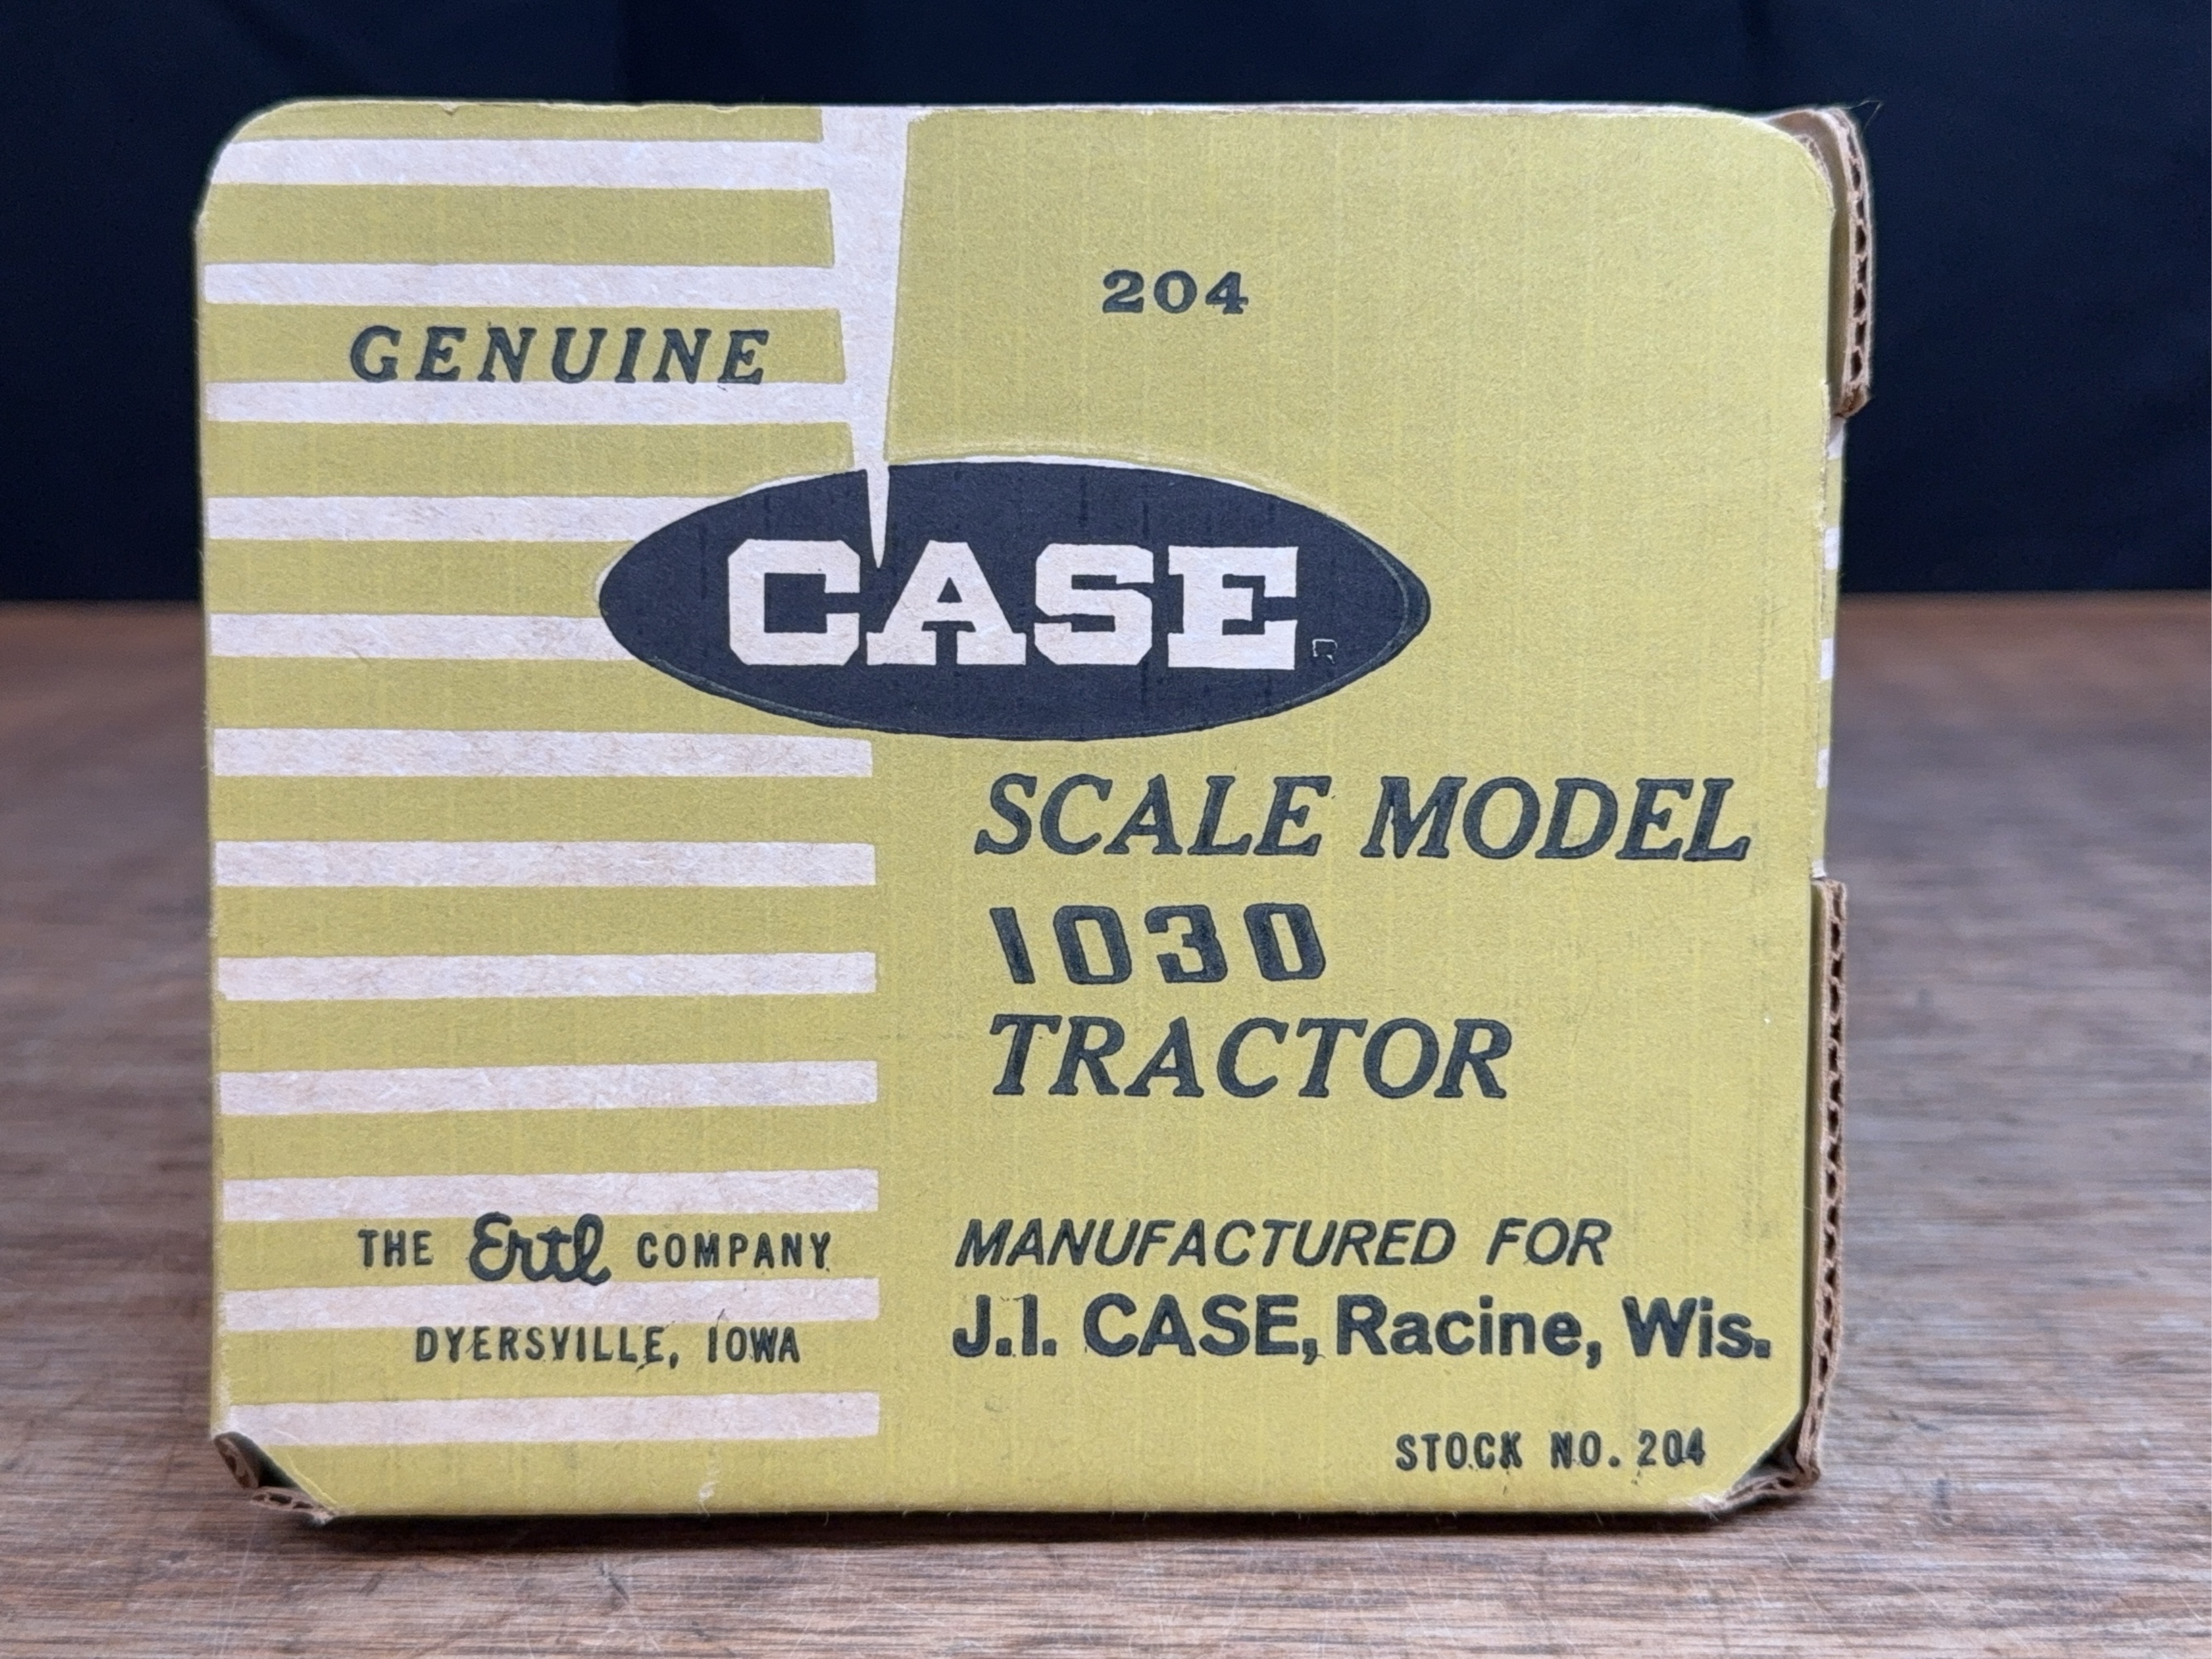 204
GENUINE
CASE
SCALE MODEL
1030
TRACTOR
THE Ertl COMPANY
DYERSVILLE, IOWA
MANUFACTURED FOR
J.I. CASE, Racine, Wis.
STOCK NO. 204